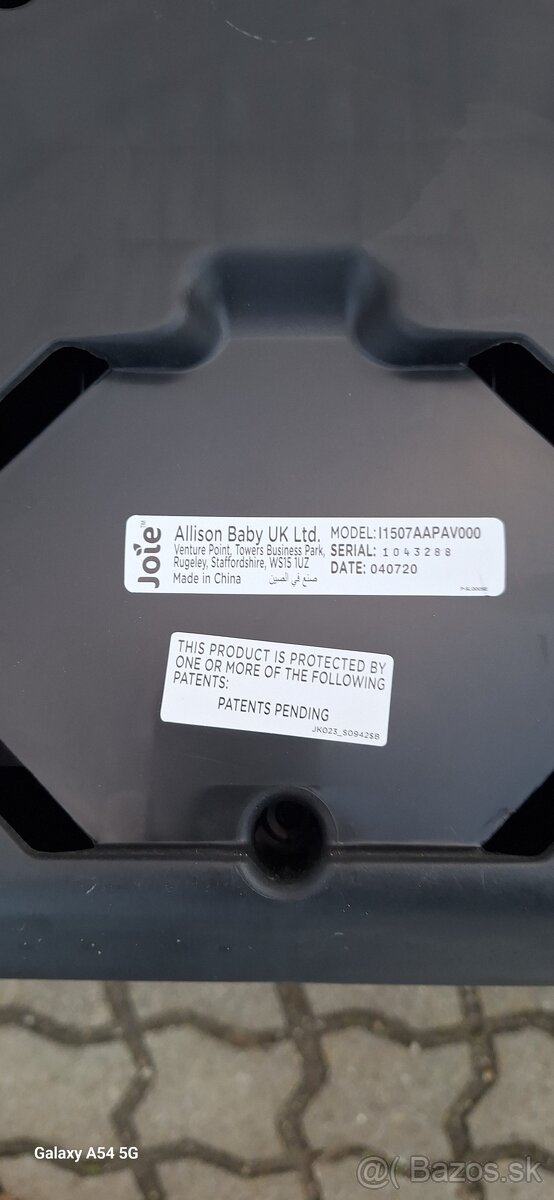 Joie™
Allison Baby UK Ltd.
Venture Point, Towers Business Park,
Rugeley, Staffordshire, WS15 1UZ
Made in China صنع في الصين
MODEL:I1507AAPAV000
SERIAL: 1043288
DATE: 040720
THIS PRODUCT IS PROTECTED BY
ONE OR MORE OF THE FOLLOWING
PATENTS:
PATENTS PENDING
JK023_S0942SB
Galaxy A54 5G
@( Bazos.sk